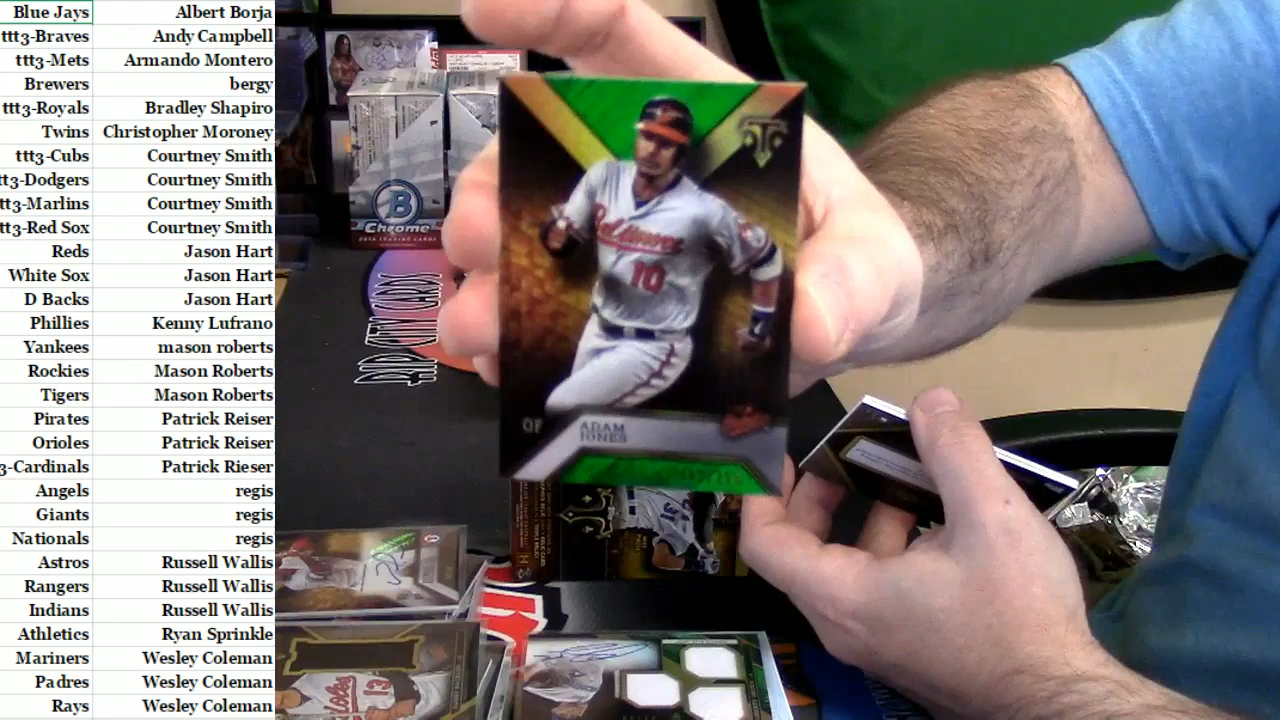 Blue Jays Albert Borja
ttt3-Braves Andy Campbell
ttt3-Mets Armando Montero
Brewers bergy
ttt3-Royals Bradley Shapiro
Twins Christopher Moroney
ttt3-Cubs Courtney Smith
tt3-Dodgers Courtney Smith
tt3-Marlins Courtney Smith
tt3-Red Sox Courtney Smith
Reds Jason Hart
White Sox Jason Hart
D Backs Jason Hart
Phillies Kenny Lufrano
Yankees mason roberts
Rockies Mason Roberts
Tigers Mason Roberts
Pirates Patrick Reiser
Orioles Patrick Reiser
3-Cardinals Patrick Rieser
Angels regis
Giants regis
Nationals regis
Astros Russell Wallis
Rangers Russell Wallis
Indians Russell Wallis
Athletics Ryan Sprinkle
Mariners Wesley Coleman
Padres Wesley Coleman
Rays Wesley Coleman
B
Chrome
RIP CITY CARDS
Baltimore
10
OF
ADAM
JONES
31
13